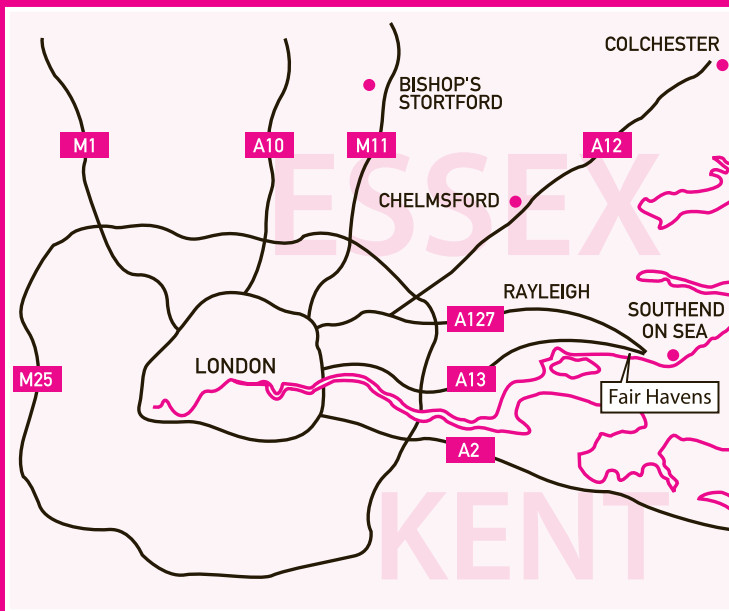 COLCHESTER
BISHOP'S
STORTFORD
M1
A10
M11
A12
ESSEX
CHELMSFORD
RAYLEIGH
SOUTHEND
ON SEA
A127
LONDON
M25
A13
Fair Havens
A2
KENT